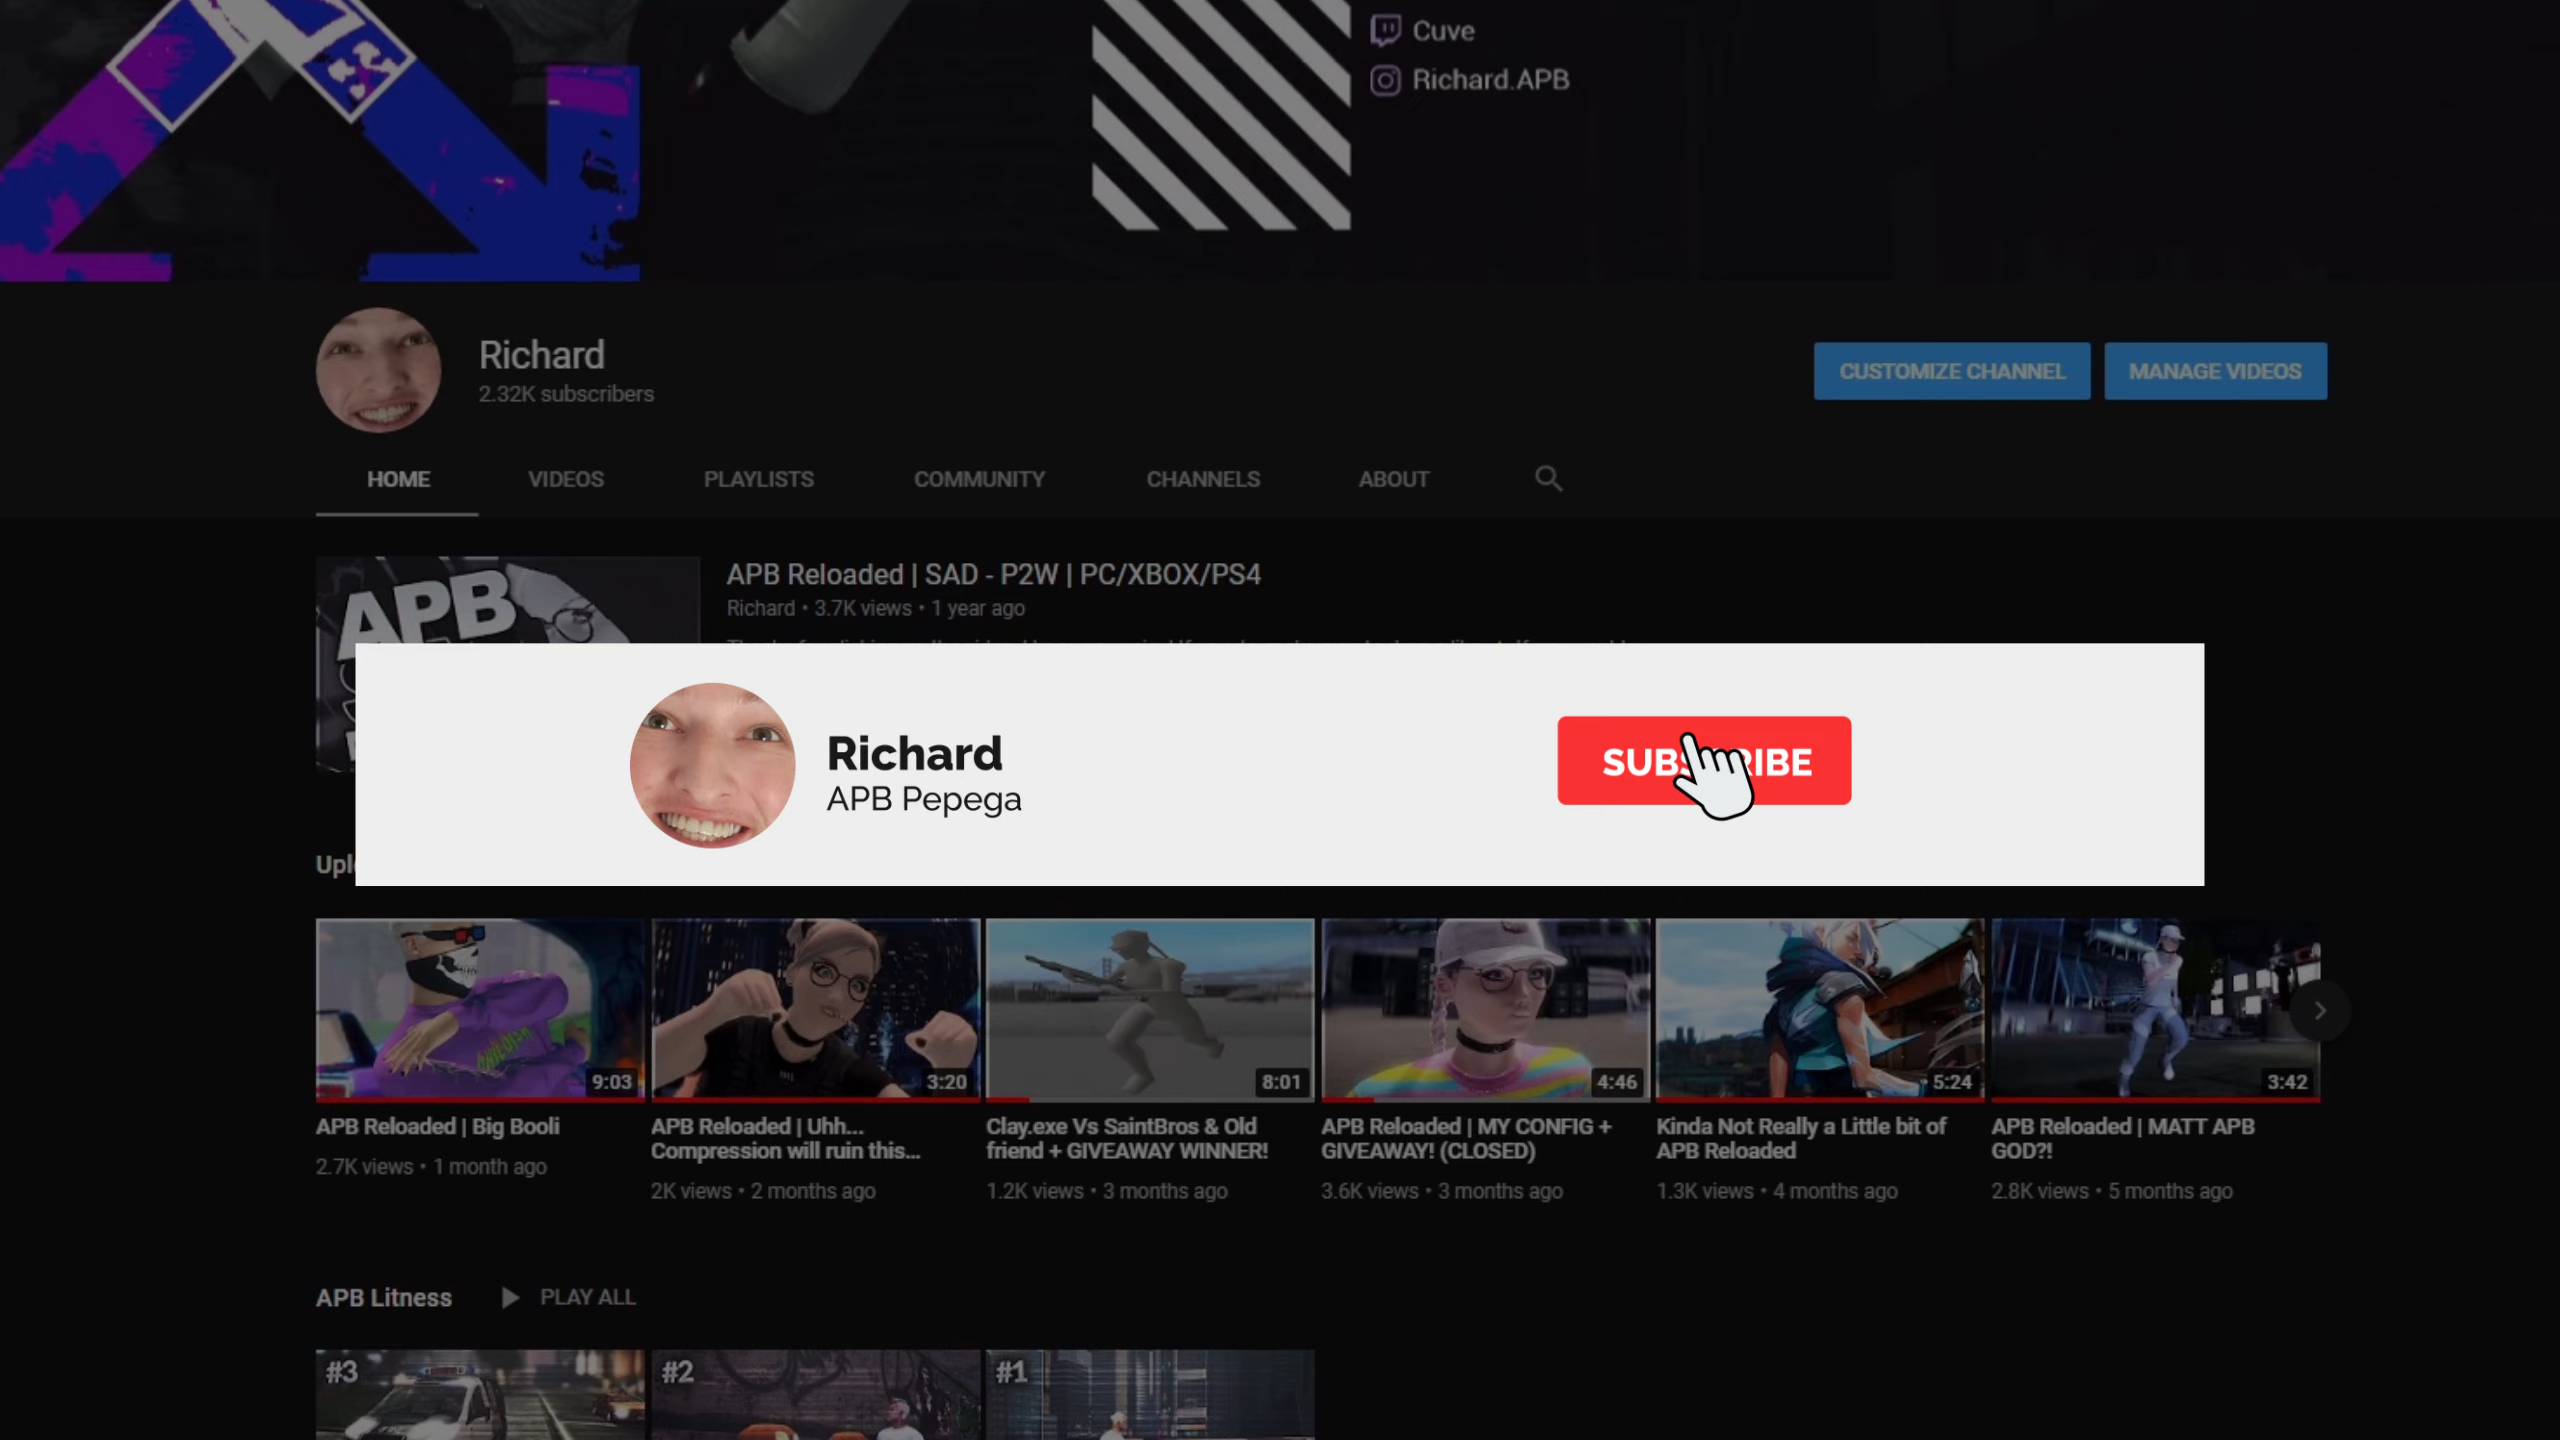 Cuve
Richard.APB
Richard
2.32K subscribers
CUSTOMIZE CHANNEL
MANAGE VIDEOS
HOME
VIDEOS
PLAYLISTS
COMMUNITY
CHANNELS
ABOUT
APB
APB Reloaded | SAD - P2W | PC/XBOX/PS4
Richard • 3.7K views • 1 year ago
Richard
APB Pepega
9:03
3:20
8:01
4:46
5:24
3:42
APB Reloaded | Big Booli
2.7K views • 1 month ago
APB Reloaded | Uhh...
Compression will ruin this...
2K views • 2 months ago
Clay.exe Vs SaintBros & Old
friend + GIVEAWAY WINNER!
1.2K views • 3 months ago
APB Reloaded | MY CONFIG +
GIVEAWAY! (CLOSED)
3.6K views • 3 months ago
Kinda Not Really a Little bit of
APB Reloaded
1.3K views • 4 months ago
APB Reloaded | MATT APB
GOD?!
2.8K views • 5 months ago
APB Litness
PLAY ALL
#3
#2
#1